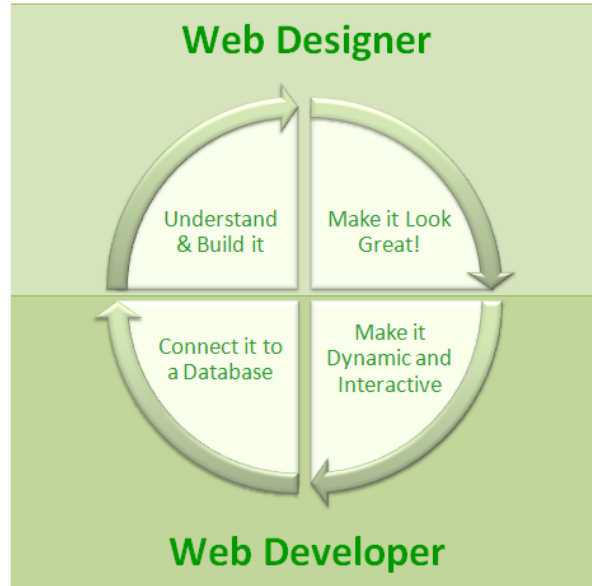 Web Designer
Understand
& Build it
Make it Look
Great!
Connect it to
a Database
Make it
Dynamic and
Interactive
Web Developer